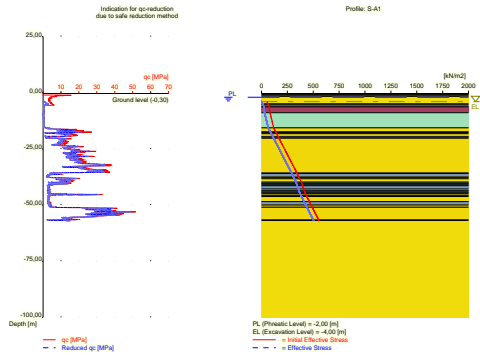 Indication for qc-reduction
due to safe reduction method
Profile: S-A1
25,00
qc [MPa]
10 20 30 40 50 60 70
Ground level (-0,30)
0,00
-25,00
-50,00
-75,00
-100,00
Depth [m]
qc [MPa]
Reduced qc [MPa]
[kN/m2]
PL
0 250 500 750 1000 1250 1500 1750 2000
EL
PL (Phreatic Level) = -2,00 [m]
EL (Excavation Level) = -4,00 [m]
= Initial Effective Stress
= Effective Stress